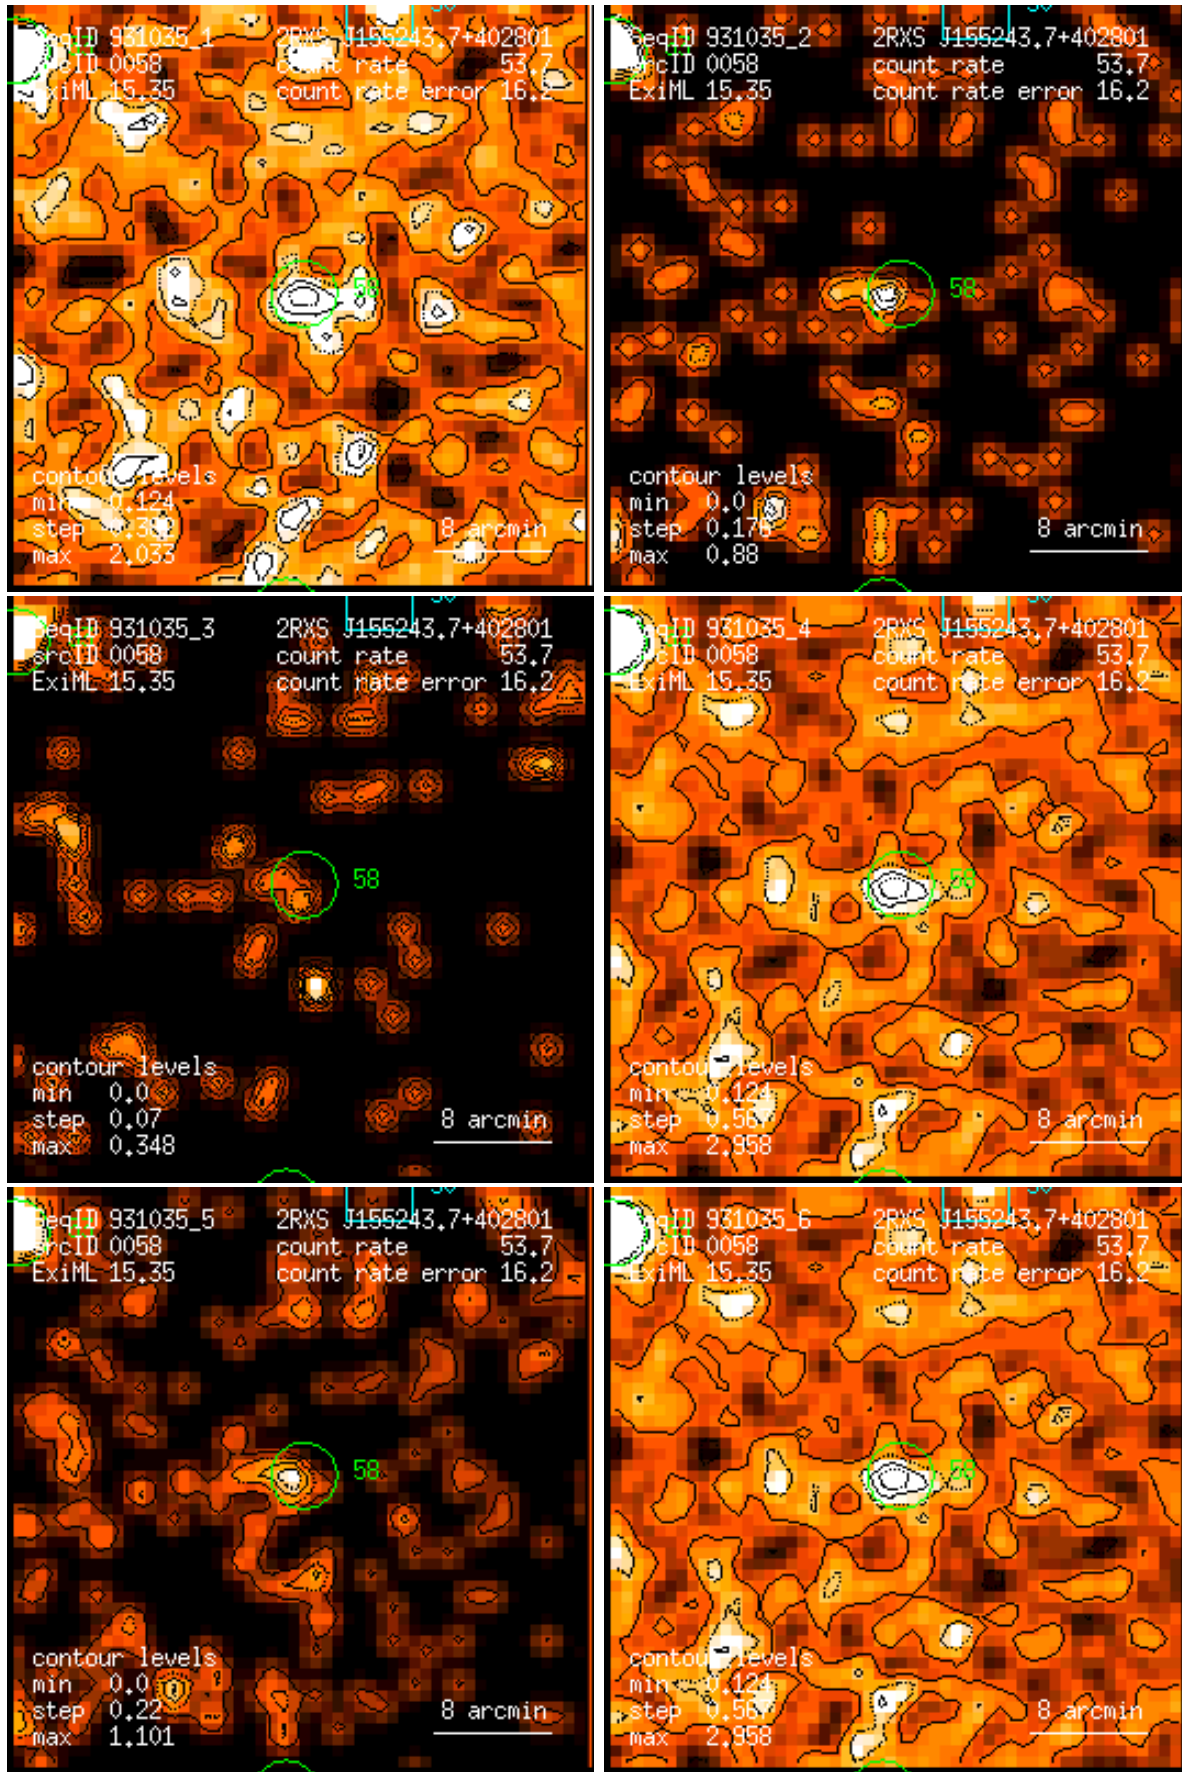 seqID 931035_1 2RXS J155243.7+402801
srcID 0058 count rate 53.7
ExiML 15.35 count rate error 16.2
58
contour levels
min 0.124
step
max 2.035
8 arcmin
seqID 931035_2 2RXS J155243.7+402801
srcID 0058 count rate 53.7
ExiML 15.35 count rate error 16.2
58
contour levels
min 0.0
step 0.176
max 0.88
8 arcmin
seqID 931035_3 2RXS J155243.7+402801
srcID 0058 count rate 53.7
ExiML 15.35 count rate error 16.2
58
contour levels
min 0.0
step 0.07
max 0.348
8 arcmin
seqID 931035_4 2RXS J155243.7+402801
srcID 0058 count rate 53.7
ExiML 15.35 count rate error 16.2
58
contour levels
min 0.124
step 0.567
max 2.958
8 arcmin
seqID 931035_5 2RXS J155243.7+402801
srcID 0058 count rate 53.7
ExiML 15.35 count rate error 16.2
58
contour levels
min 0.0
step 0.22
max 1.101
8 arcmin
seqID 931035_6 2RXS J155243.7+402801
srcID 0058 count rate 53.7
ExiML 15.35 count rate error 16.2
58
contour levels
min 0.124
step 0.567
max 2.958
8 arcmin